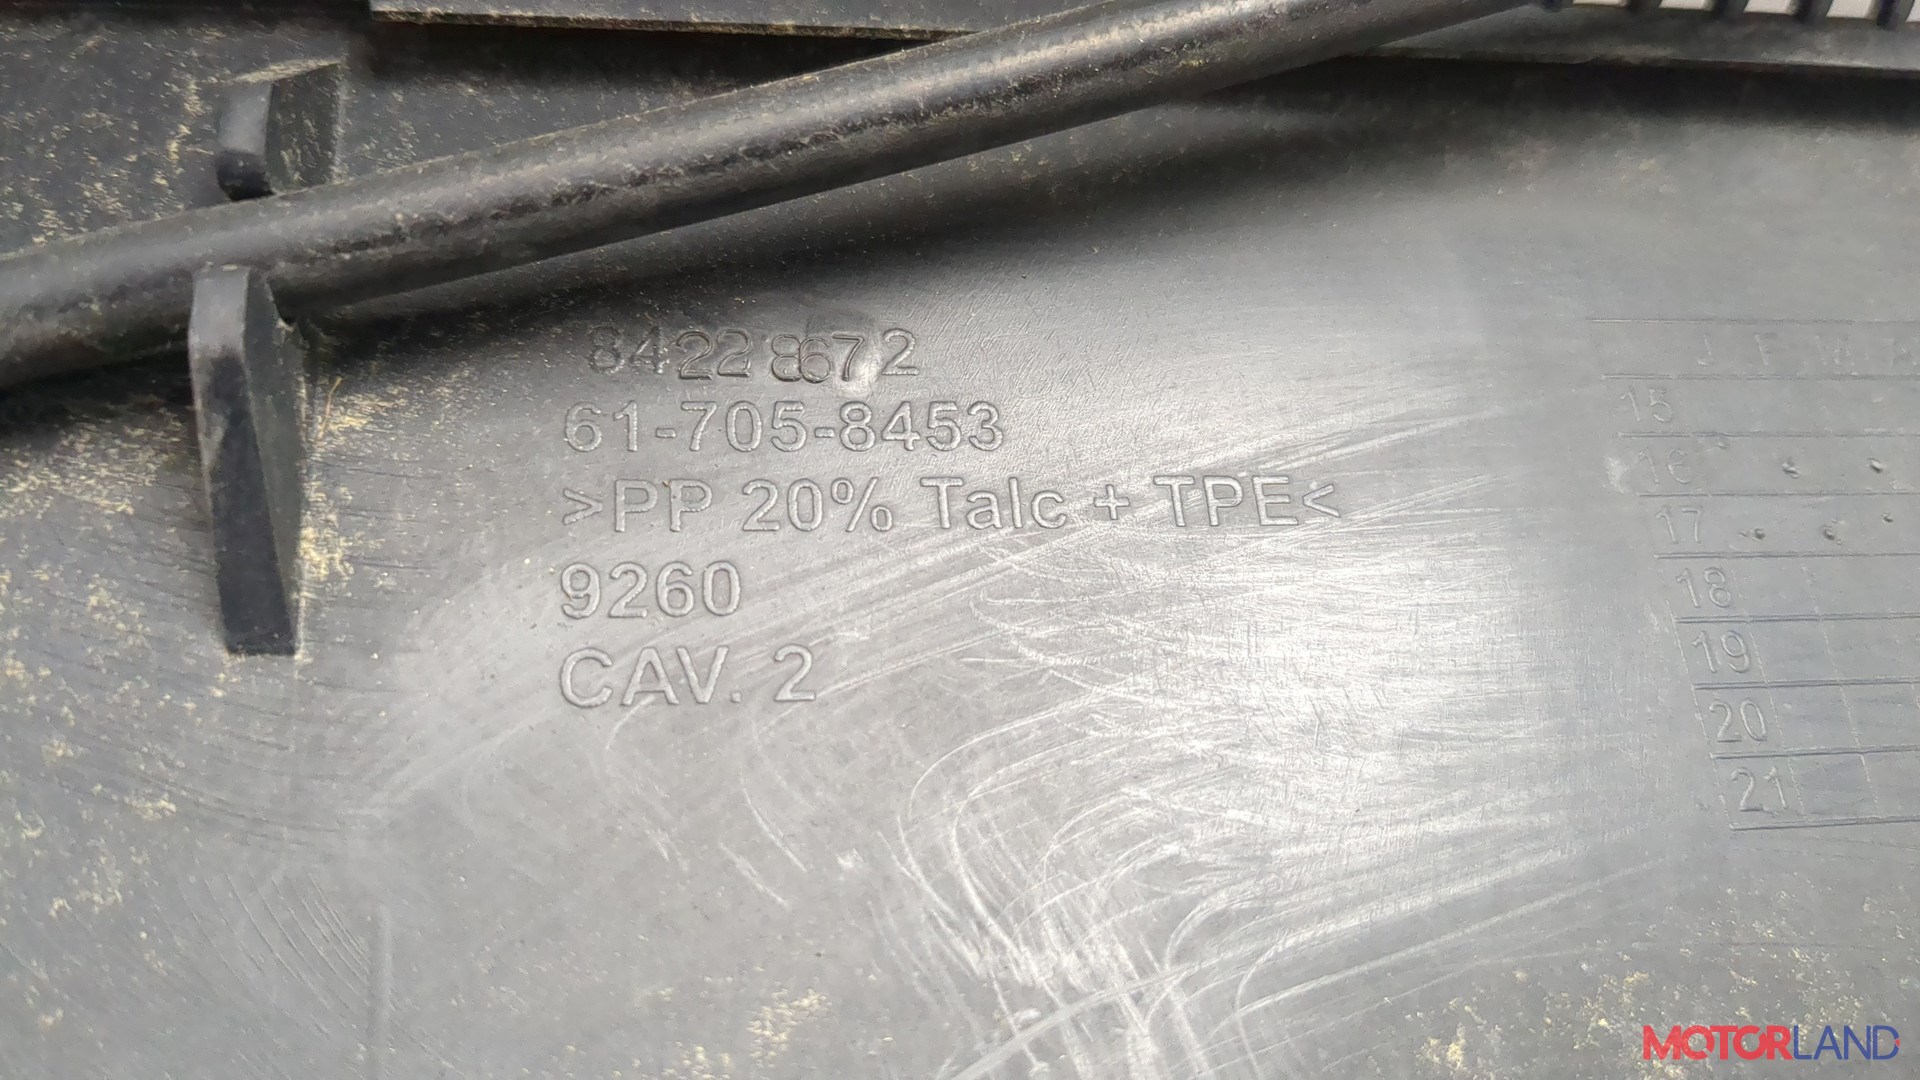 84228672
61-705-8453
>PP 20% Talc + TPE<
9260
CAV. 2
J F M A
15
16
17
18
19
20
21
MOTORLAND